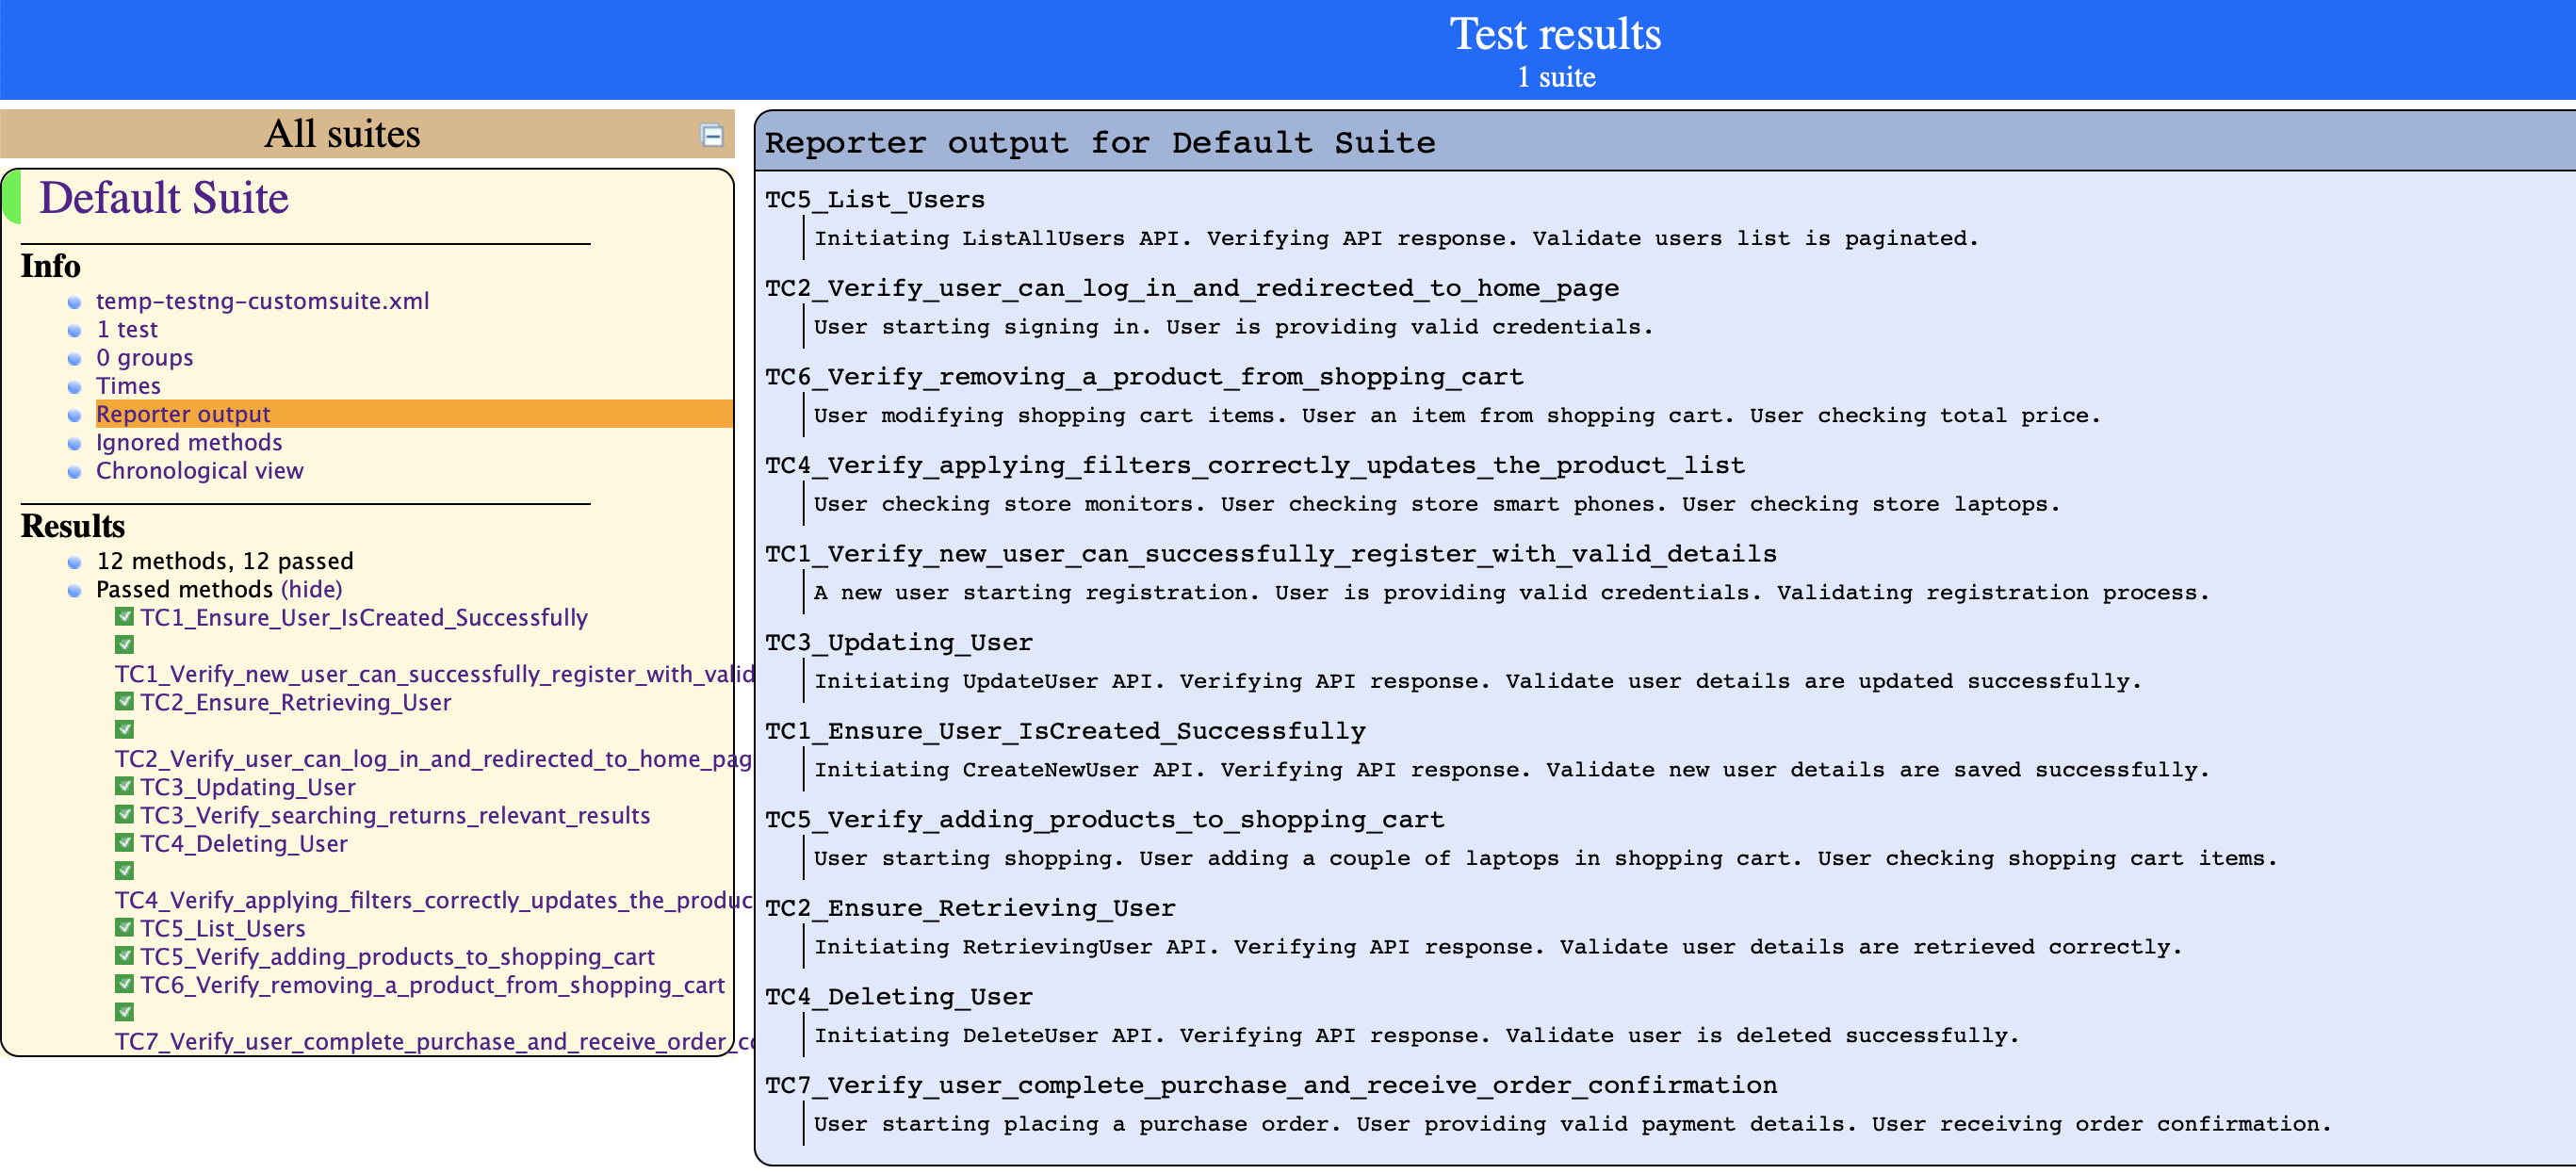 Test results
1 suite
All suites
Default Suite
Info
temp-testng-customsuite.xml
1 test
0 groups
Times
Reporter output
Ignored methods
Chronological view
Results
12 methods, 12 passed
Passed methods (hide)
TC1_Ensure_User_IsCreated_Successfully
TC1_Verify_new_user_can_successfully_register_with_valid
TC2_Ensure_Retrieving_User
TC2_Verify_user_can_log_in_and_redirected_to_home_pag
TC3_Updating_User
TC3_Verify_searching_returns_relevant_results
TC4_Deleting_User
TC4_Verify_applying_filters_correctly_updates_the_produc
TC5_List_Users
TC5_Verify_adding_products_to_shopping_cart
TC6_Verify_removing_a_product_from_shopping_cart
TC7_Verify_user_complete_purchase_and_receive_order_co
Reporter output for Default Suite
TC5_List_Users
Initiating ListAllUsers API. Verifying API response. Validate users list is paginated.
TC2_Verify_user_can_log_in_and_redirected_to_home_page
User starting signing in. User is providing valid credentials.
TC6_Verify_removing_a_product_from_shopping_cart
User modifying shopping cart items. User an item from shopping cart. User checking total price.
TC4_Verify_applying_filters_correctly_updates_the_product_list
User checking store monitors. User checking store smart phones. User checking store laptops.
TC1_Verify_new_user_can_successfully_register_with_valid_details
A new user starting registration. User is providing valid credentials. Validating registration process.
TC3_Updating_User
Initiating UpdateUser API. Verifying API response. Validate user details are updated successfully.
TC1_Ensure_User_IsCreated_Successfully
Initiating CreateNewUser API. Verifying API response. Validate new user details are saved successfully.
TC5_Verify_adding_products_to_shopping_cart
User starting shopping. User adding a couple of laptops in shopping cart. User checking shopping cart items.
TC2_Ensure_Retrieving_User
Initiating RetrievingUser API. Verifying API response. Validate user details are retrieved correctly.
TC4_Deleting_User
Initiating DeleteUser API. Verifying API response. Validate user is deleted successfully.
TC7_Verify_user_complete_purchase_and_receive_order_confirmation
User starting placing a purchase order. User providing valid payment details. User receiving order confirmation.